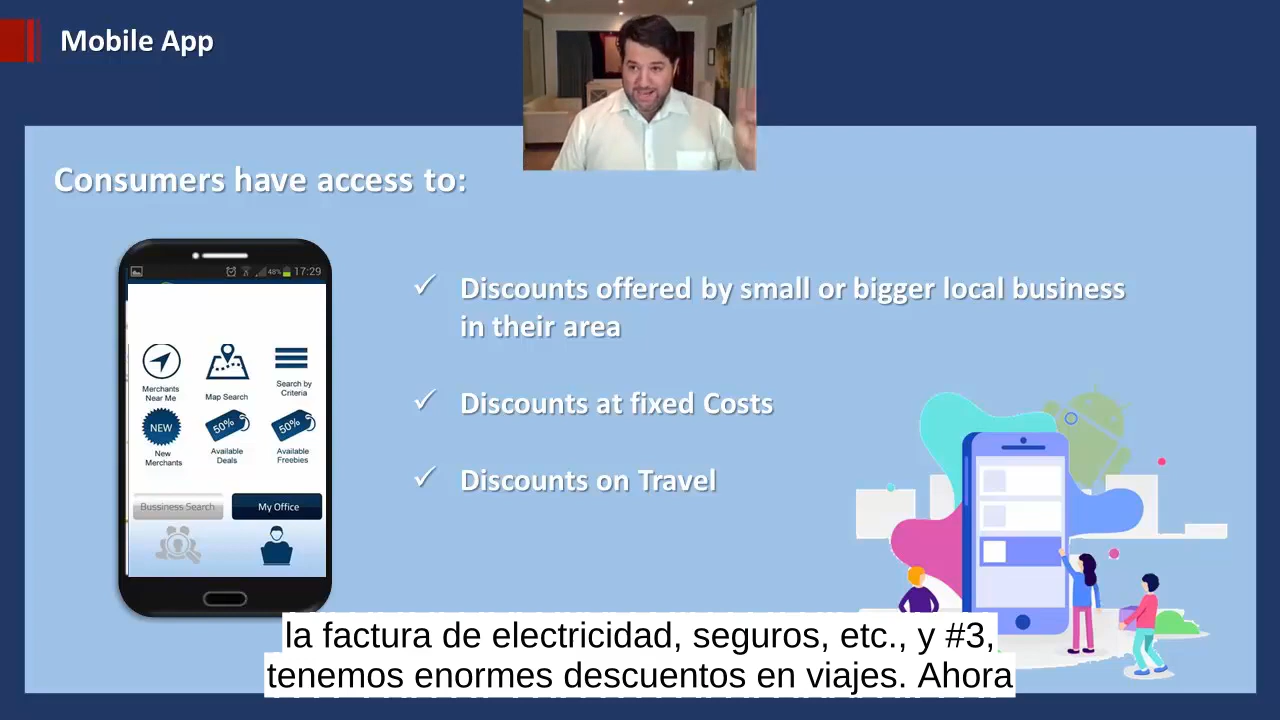 Mobile App
Consumers have access to:
48% 17:29
Merchants
Near Me
Map Search
Search by
Criteria
NEW
50%
50%
New
Merchants
Available
Deals
Available
Freebies
Bussiness Search
My Office
✓ Discounts offered by small or bigger local business
in their area
✓ Discounts at fixed Costs
✓ Discounts on Travel
la factura de electricidad, seguros, etc., y #3,
tenemos enormes descuentos en viajes. Ahora